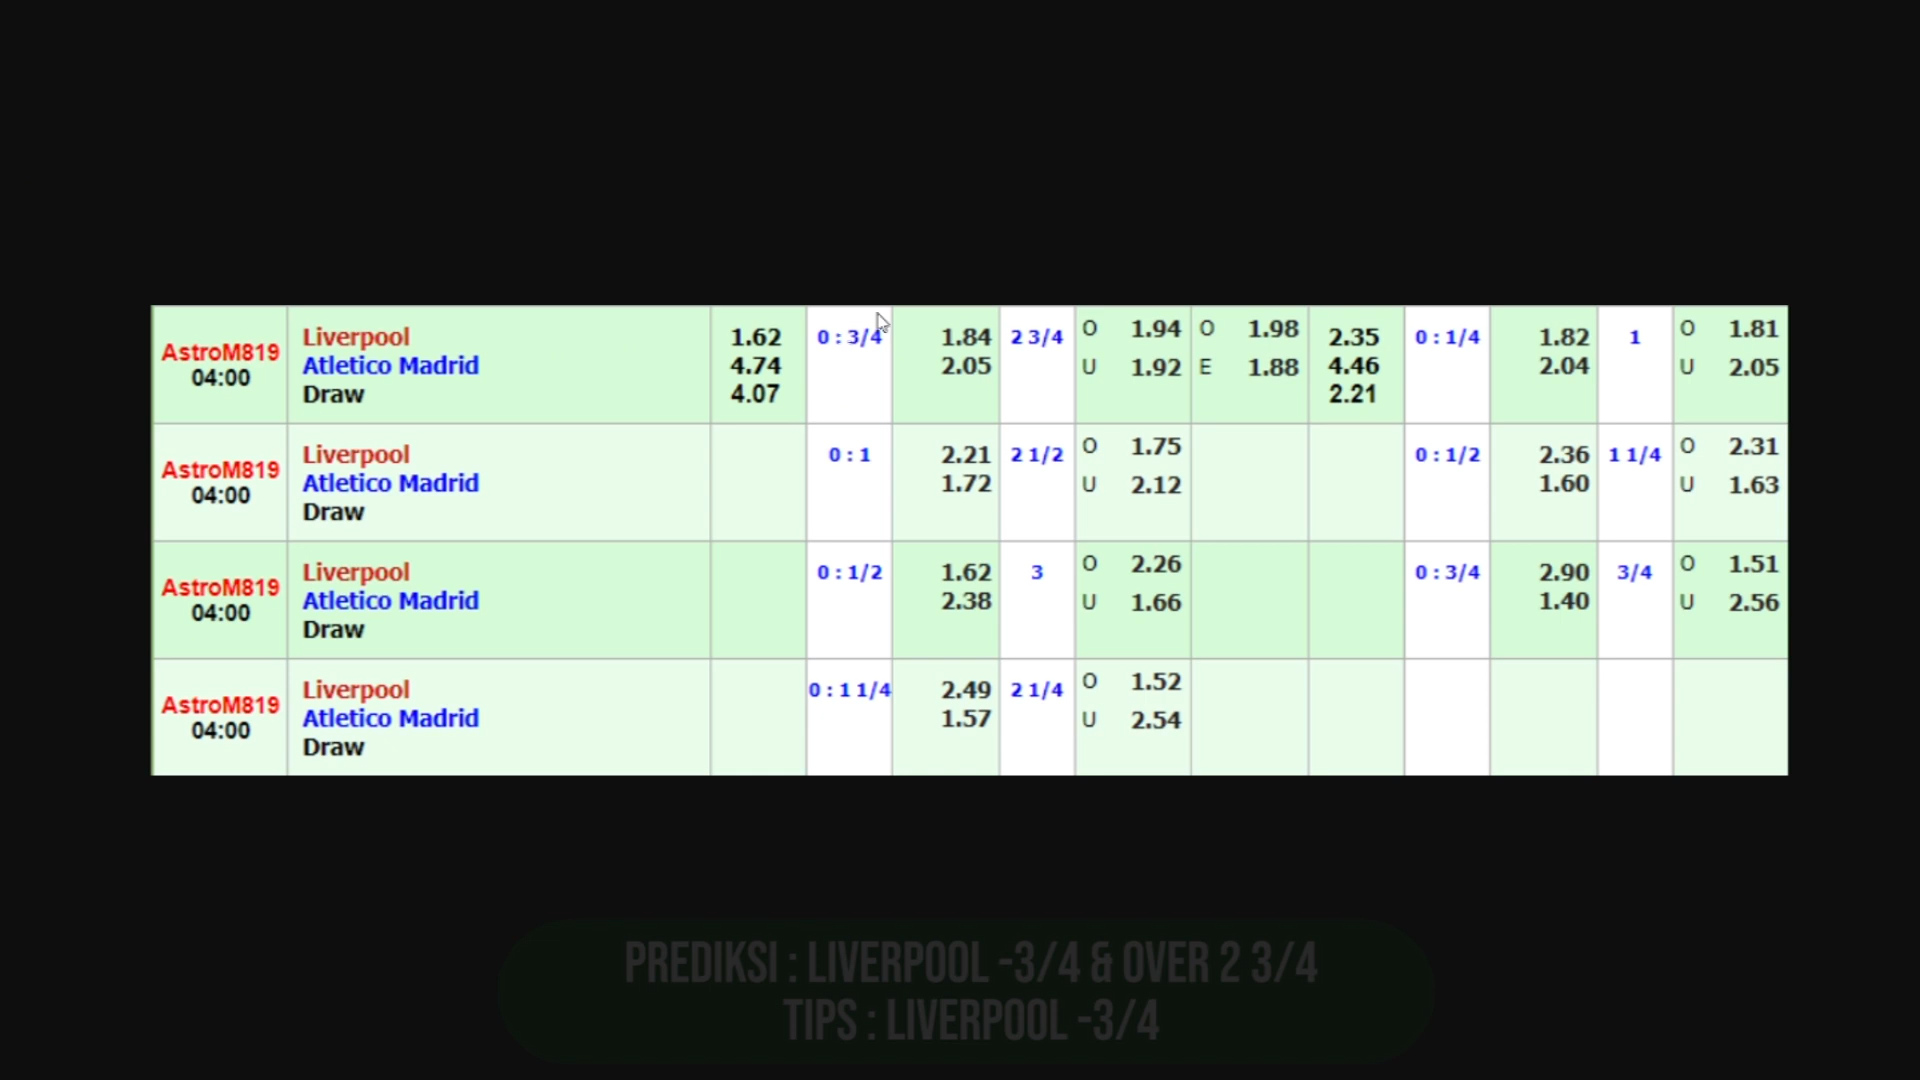 AstroM819 04:00 Liverpool Atletico Madrid Draw 1.62 4.74 4.07 0 : 3/4 1.84 2.05 2 3/4 O 1.94 U 1.92 O 1.98 E 1.88 2.35 4.46 2.21 0 : 1/4 1.82 2.04 1 O 1.81 U 2.05
AstroM819 04:00 Liverpool Atletico Madrid Draw 0 : 1 2.21 1.72 2 1/2 O 1.75 U 2.12 0 : 1/2 2.36 1.60 1 1/4 O 2.31 U 1.63
AstroM819 04:00 Liverpool Atletico Madrid Draw 0 : 1/2 1.62 2.38 3 O 2.26 U 1.66 0 : 3/4 2.90 1.40 3/4 O 1.51 U 2.56
AstroM819 04:00 Liverpool Atletico Madrid Draw 0 : 1 1/4 2.49 1.57 2 1/4 O 1.52 U 2.54
PREDIKSI : LIVERPOOL -3/4 & OVER 2 3/4
TIPS : LIVERPOOL -3/4